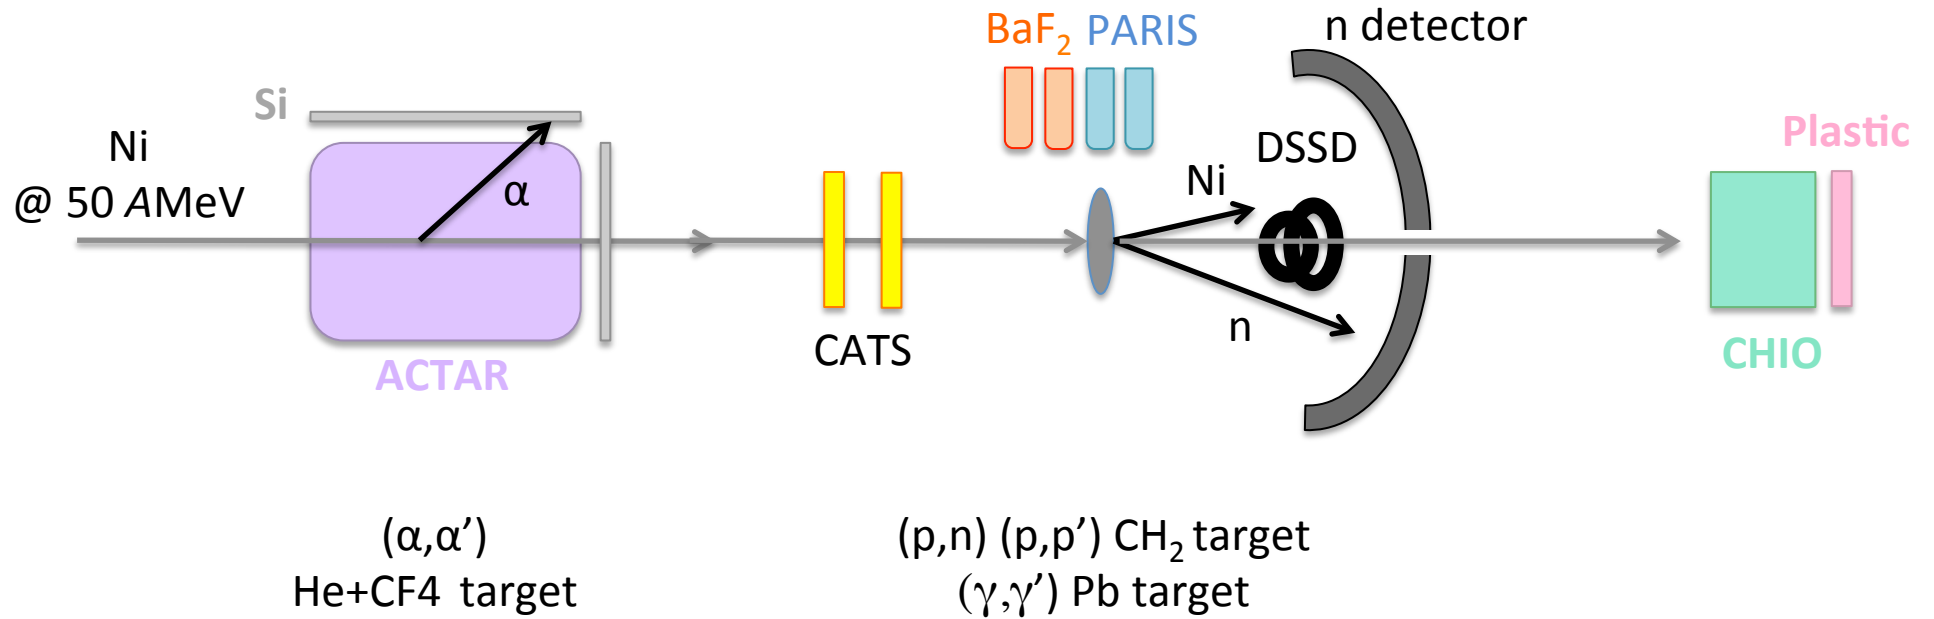 BaF2 PARIS
n detector
Si
Ni
@ 50 AMeV
α
ACTAR
CATS
Ni
DSSD
n
Plastic
CHIO
(α,α’)
He+CF4 target
(p,n) (p,p’) CH2 target
(γ,γ’) Pb target